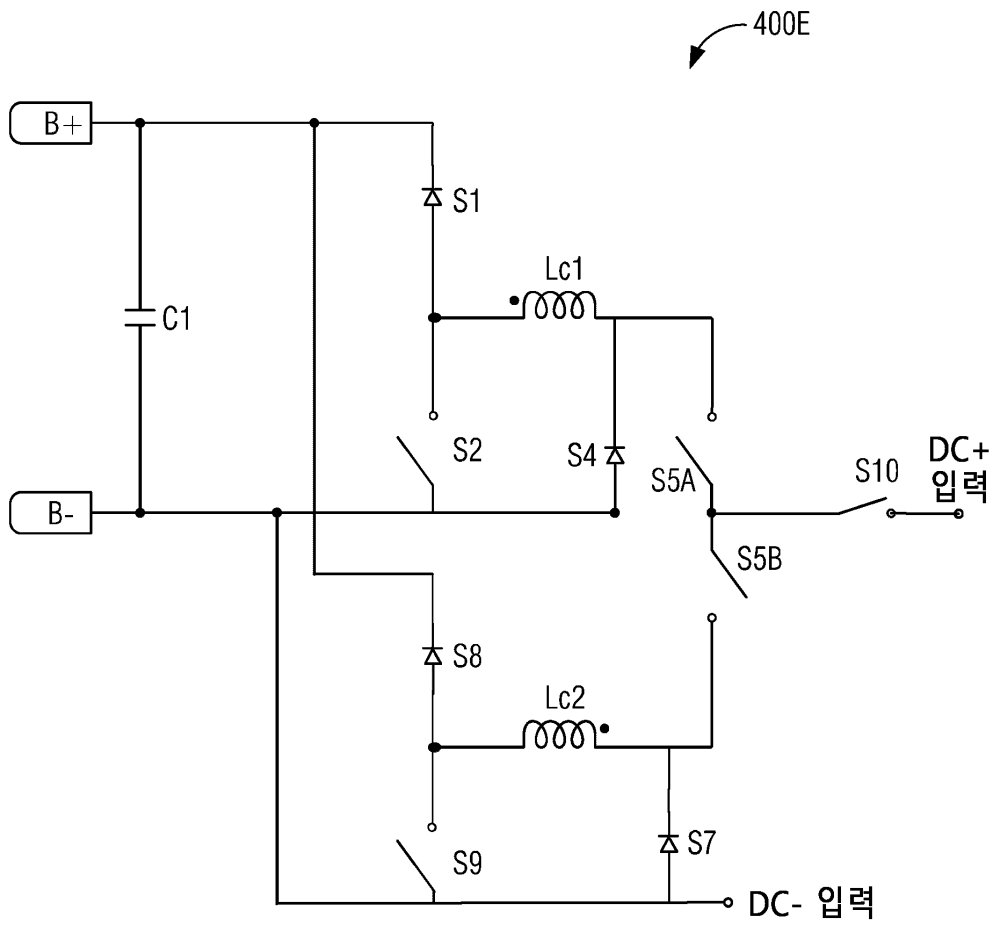 400E
B+
S1
Lc1
C1
S2
S4
S5A
S10
DC+
입력
B-
S5B
S8
Lc2
S9
S7
DC- 입력